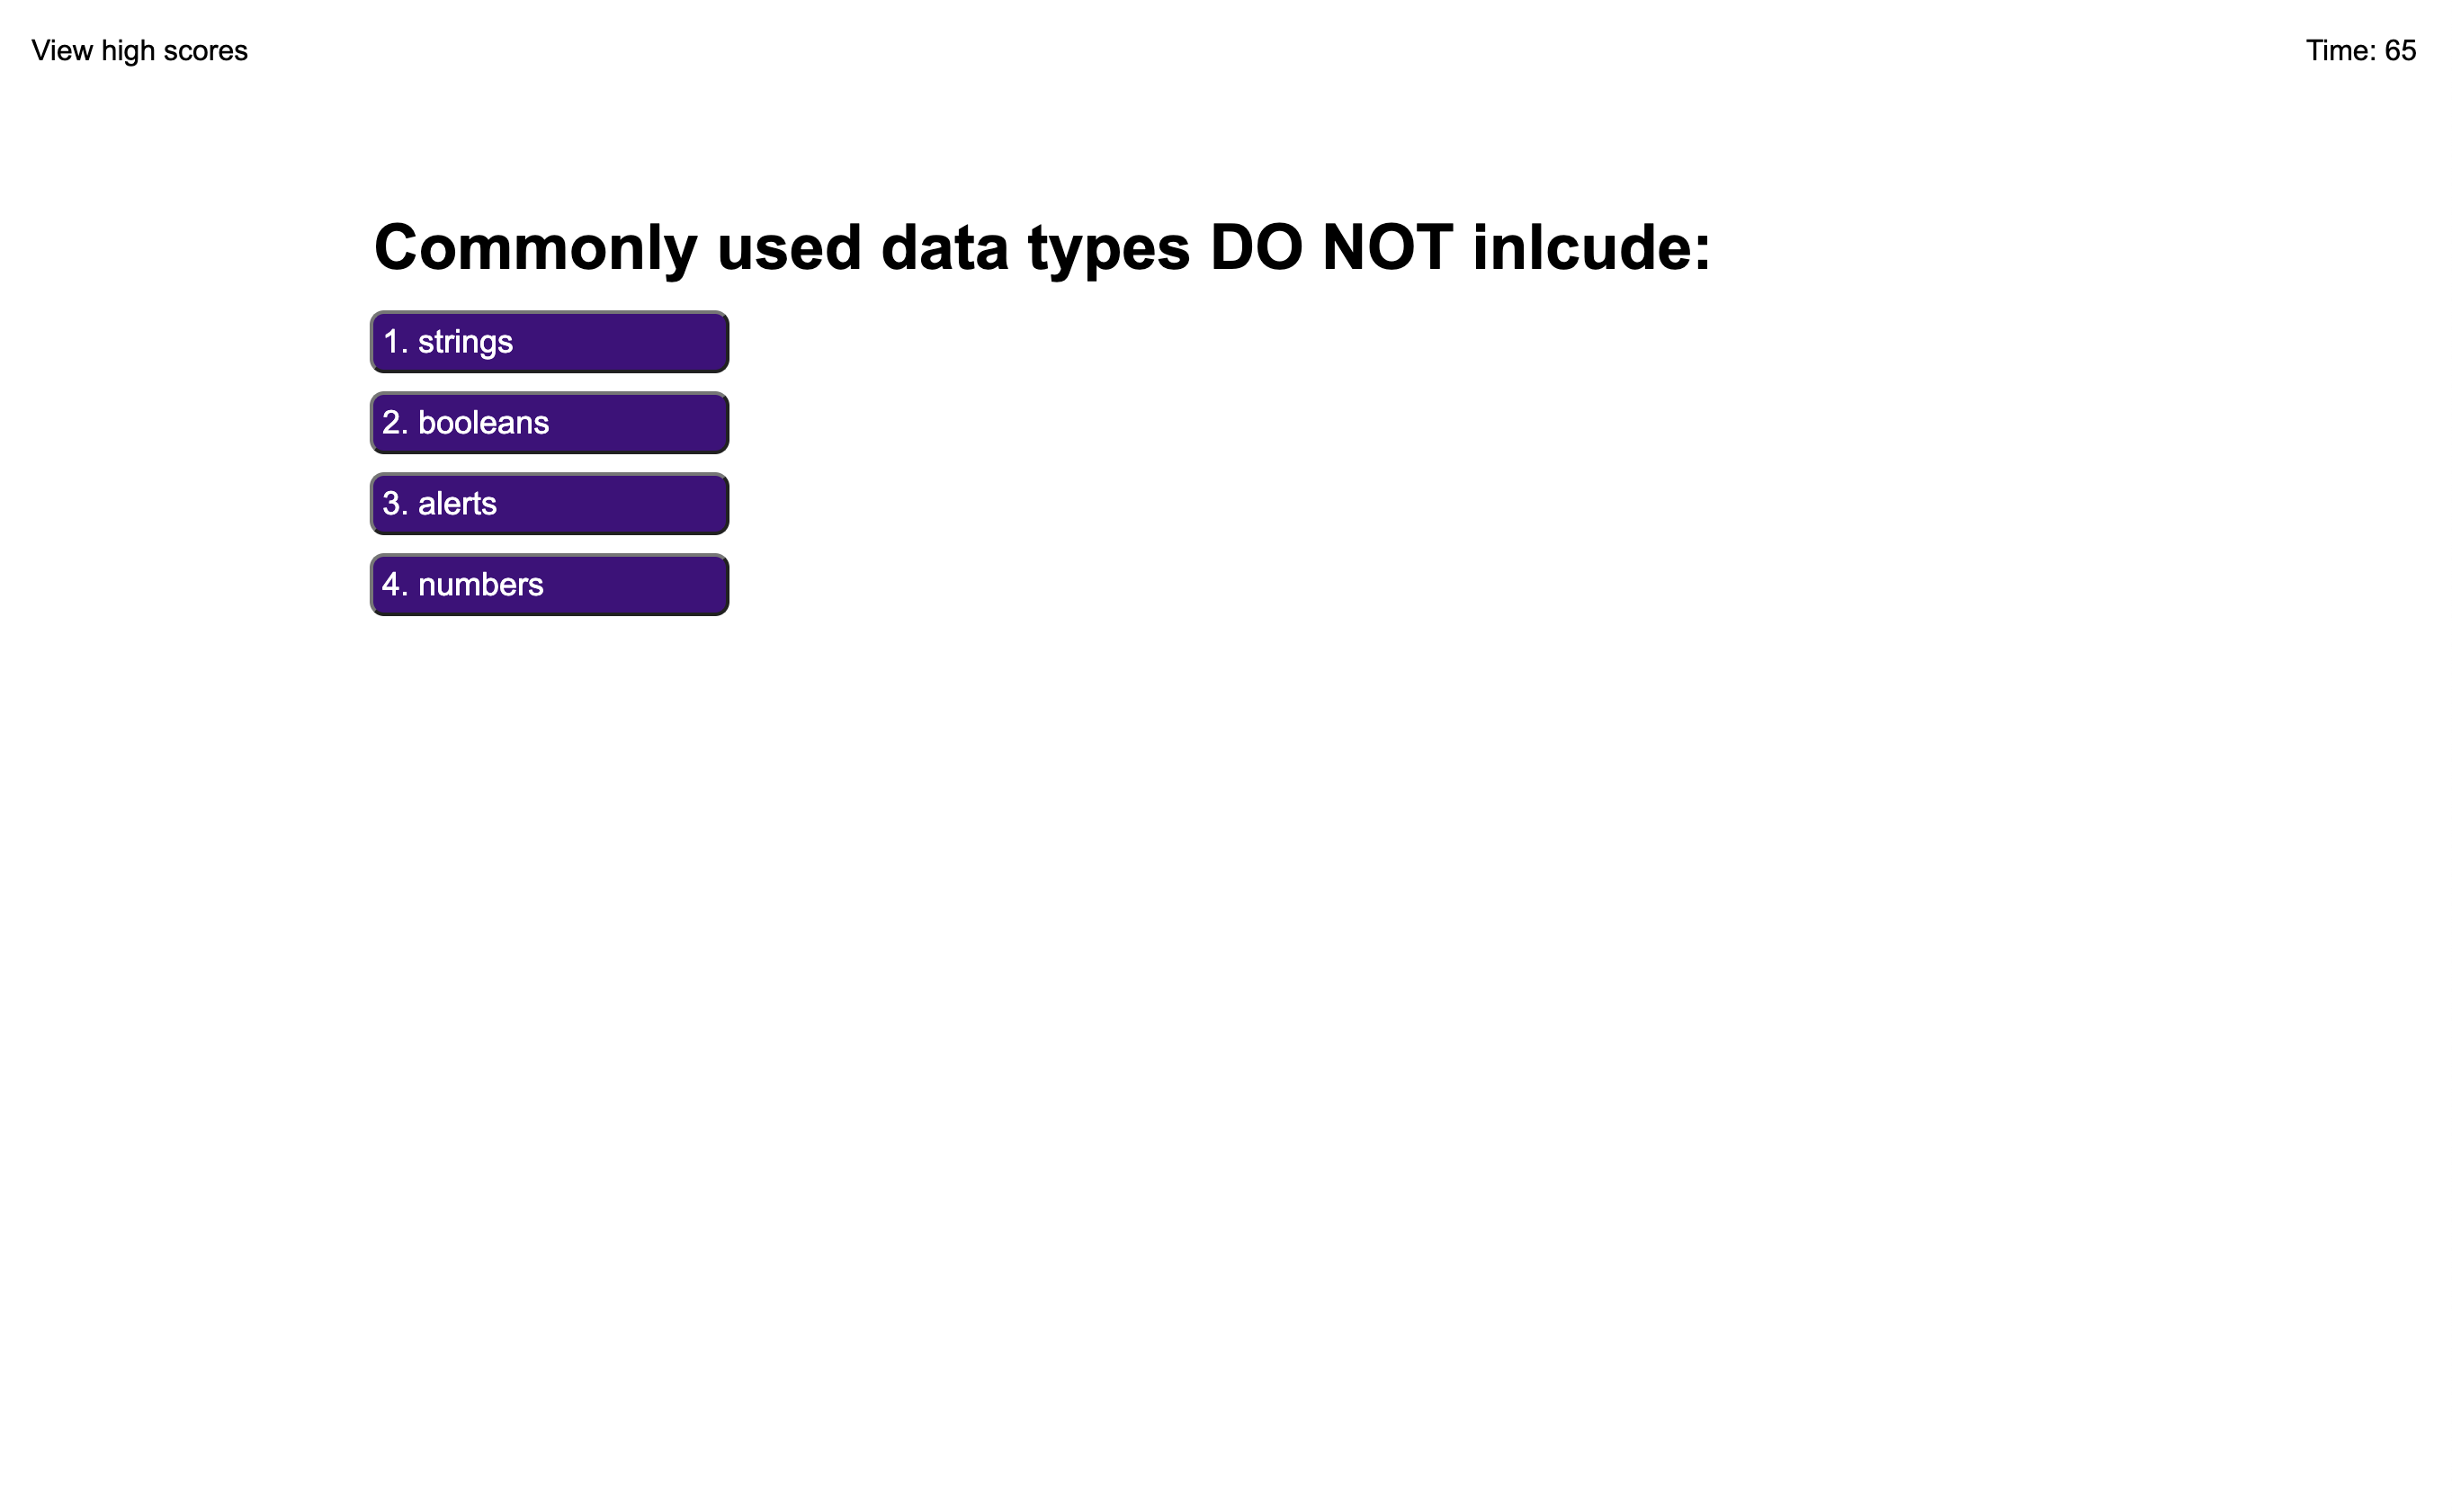 View high scores
Time: 65
Commonly used data types DO NOT inlcude:
1. strings
2. booleans
3. alerts
4. numbers